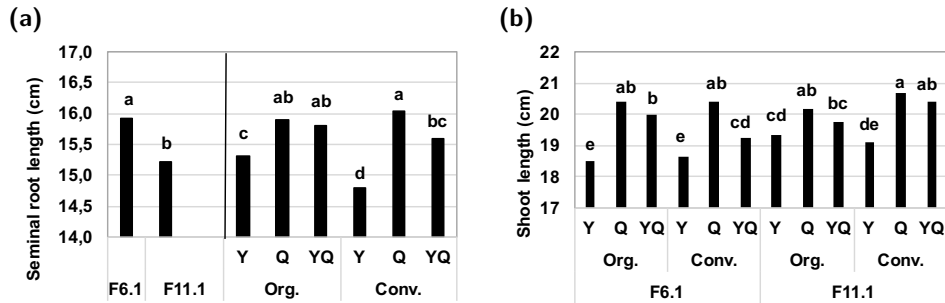 (a)
Seminal root length (cm)
17,0
16,5
16,0
15,5
15,0
14,5
14,0
a
b
c
ab
ab
d
a
bc
Y Q YQ Y Q YQ
F6.1 F11.1 Org. Conv.
(b)
Shoot length (cm)
22
21
20
19
18
17
e
ab
b
e
ab
cd
cd
ab
bc
de
a
ab
Y Q YQ Y Q YQ Y Q YQ Y Q YQ
Org. Conv. Org. Conv.
F6.1 F11.1